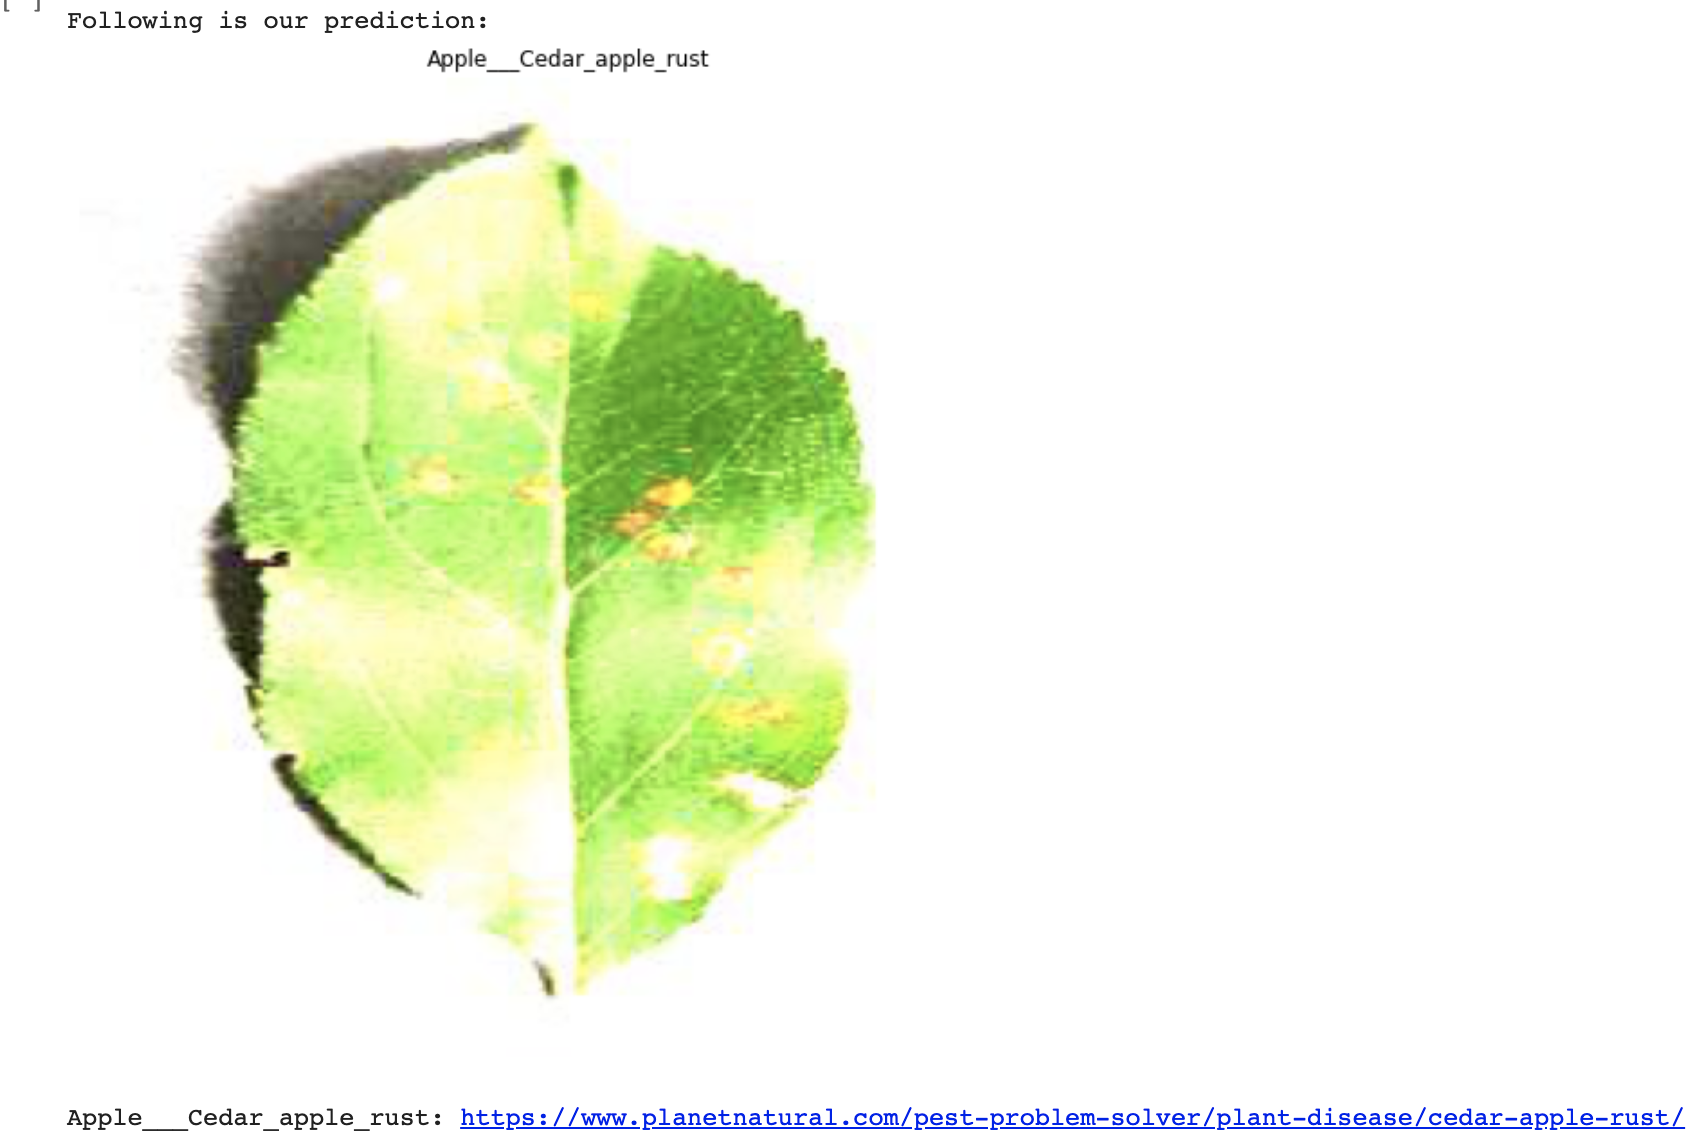 [ ]
Following is our prediction:
Apple___Cedar_apple_rust
Apple___Cedar_apple_rust: https://www.planetnatural.com/pest-problem-solver/plant-disease/cedar-apple-rust/